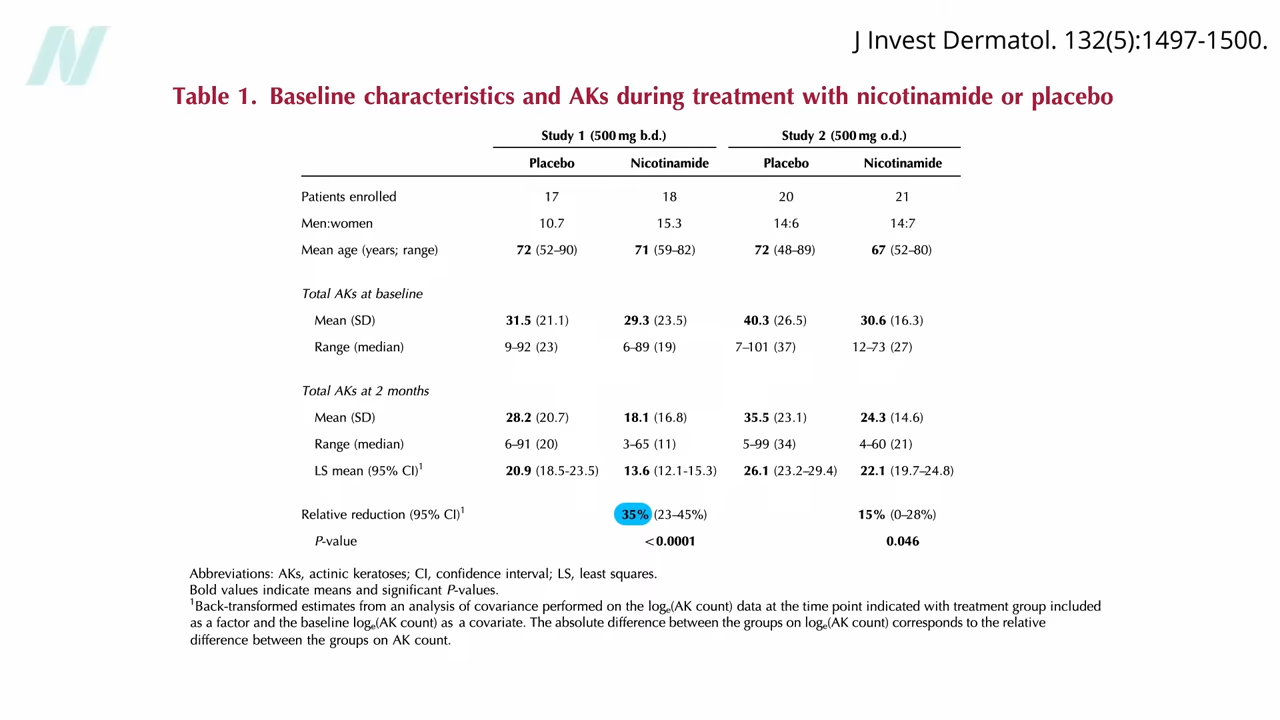 J Invest Dermatol. 132(5):1497-1500.
Table 1. Baseline characteristics and AKs during treatment with nicotinamide or placebo
Study 1 (500 mg b.d.) Study 2 (500 mg o.d.)
Placebo Nicotinamide Placebo Nicotinamide
Patients enrolled 17 18 20 21
Men:women 10.7 15.3 14:6 14:7
Mean age (years; range) 72 (52–90) 71 (59–82) 72 (48–89) 67 (52–80)
Total AKs at baseline
Mean (SD) 31.5 (21.1) 29.3 (23.5) 40.3 (26.5) 30.6 (16.3)
Range (median) 9–92 (23) 6–89 (19) 7–101 (37) 12–73 (27)
Total AKs at 2 months
Mean (SD) 28.2 (20.7) 18.1 (16.8) 35.5 (23.1) 24.3 (14.6)
Range (median) 6–91 (20) 3–65 (11) 5–99 (34) 4–60 (21)
LS mean (95% CI)1 20.9 (18.5-23.5) 13.6 (12.1-15.3) 26.1 (23.2–29.4) 22.1 (19.7–24.8)
Relative reduction (95% CI)1 35% (23–45%) 15% (0–28%)
P-value <0.0001 0.046
Abbreviations: AKs, actinic keratoses; CI, confidence interval; LS, least squares.
Bold values indicate means and significant P-values.
1Back-transformed estimates from an analysis of covariance performed on the loge(AK count) data at the time point indicated with treatment group included
as a factor and the baseline loge(AK count) as a covariate. The absolute difference between the groups on loge(AK count) corresponds to the relative
difference between the groups on AK count.